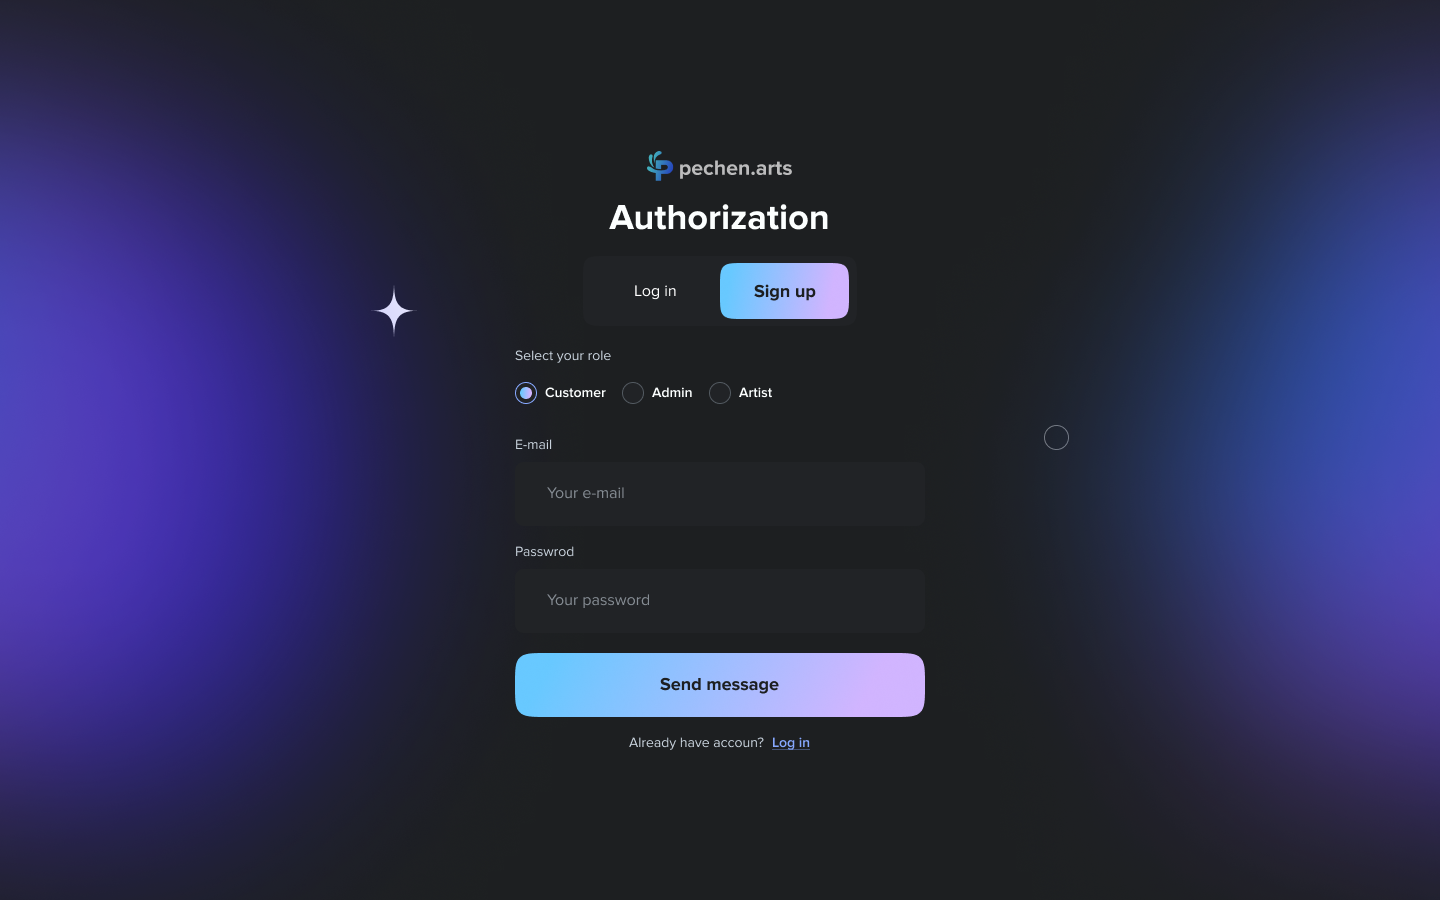 pechen.arts
Authorization
Log in Sign up
Select your role
Customer Admin Artist
E-mail
Your e-mail
Passwrod
Your password
Send message
Already have accoun? Log in